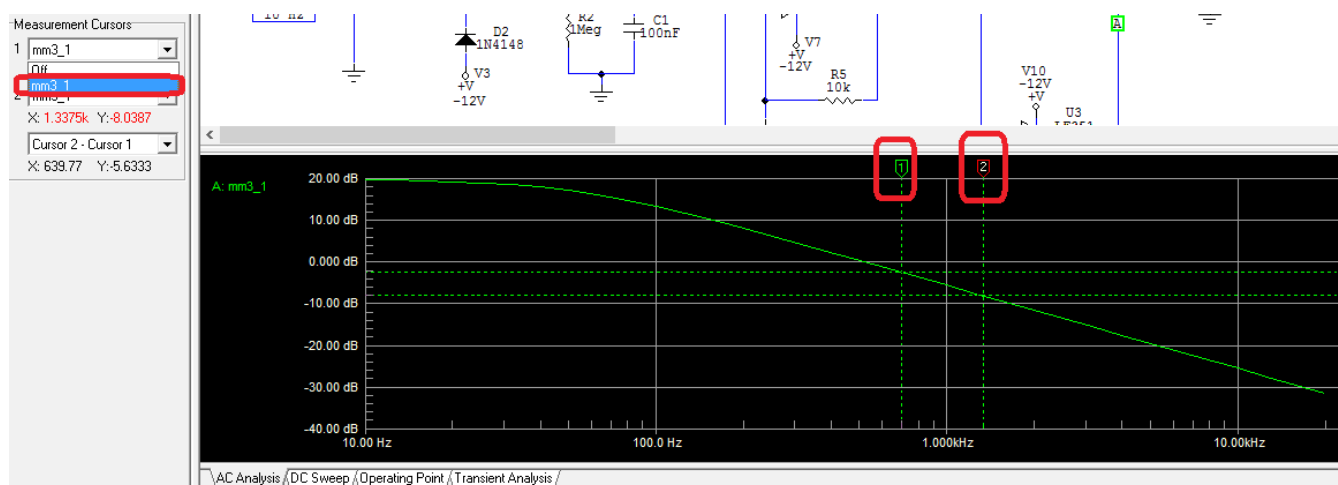 Measurement Cursors
1 mm3_1
Off
mm3_1
2 mm3_1
X: 1.3375k Y:-8.0387
Cursor 2 - Cursor 1
X: 639.77 Y:-5.6333
10 Hz
D2
1N4148
V3
+V
-12V
R2
1Meg
C1
100nF
V7
+V
-12V
R5
10k
V10
-12V
+V
U3
LF351
A
A: mm3_1
1
2
20.00 dB
10.00 dB
0.000 dB
-10.00 dB
-20.00 dB
-30.00 dB
-40.00 dB
10.00 Hz
100.0 Hz
1.000kHz
10.00kHz
AC Analysis DC Sweep Operating Point Transient Analysis